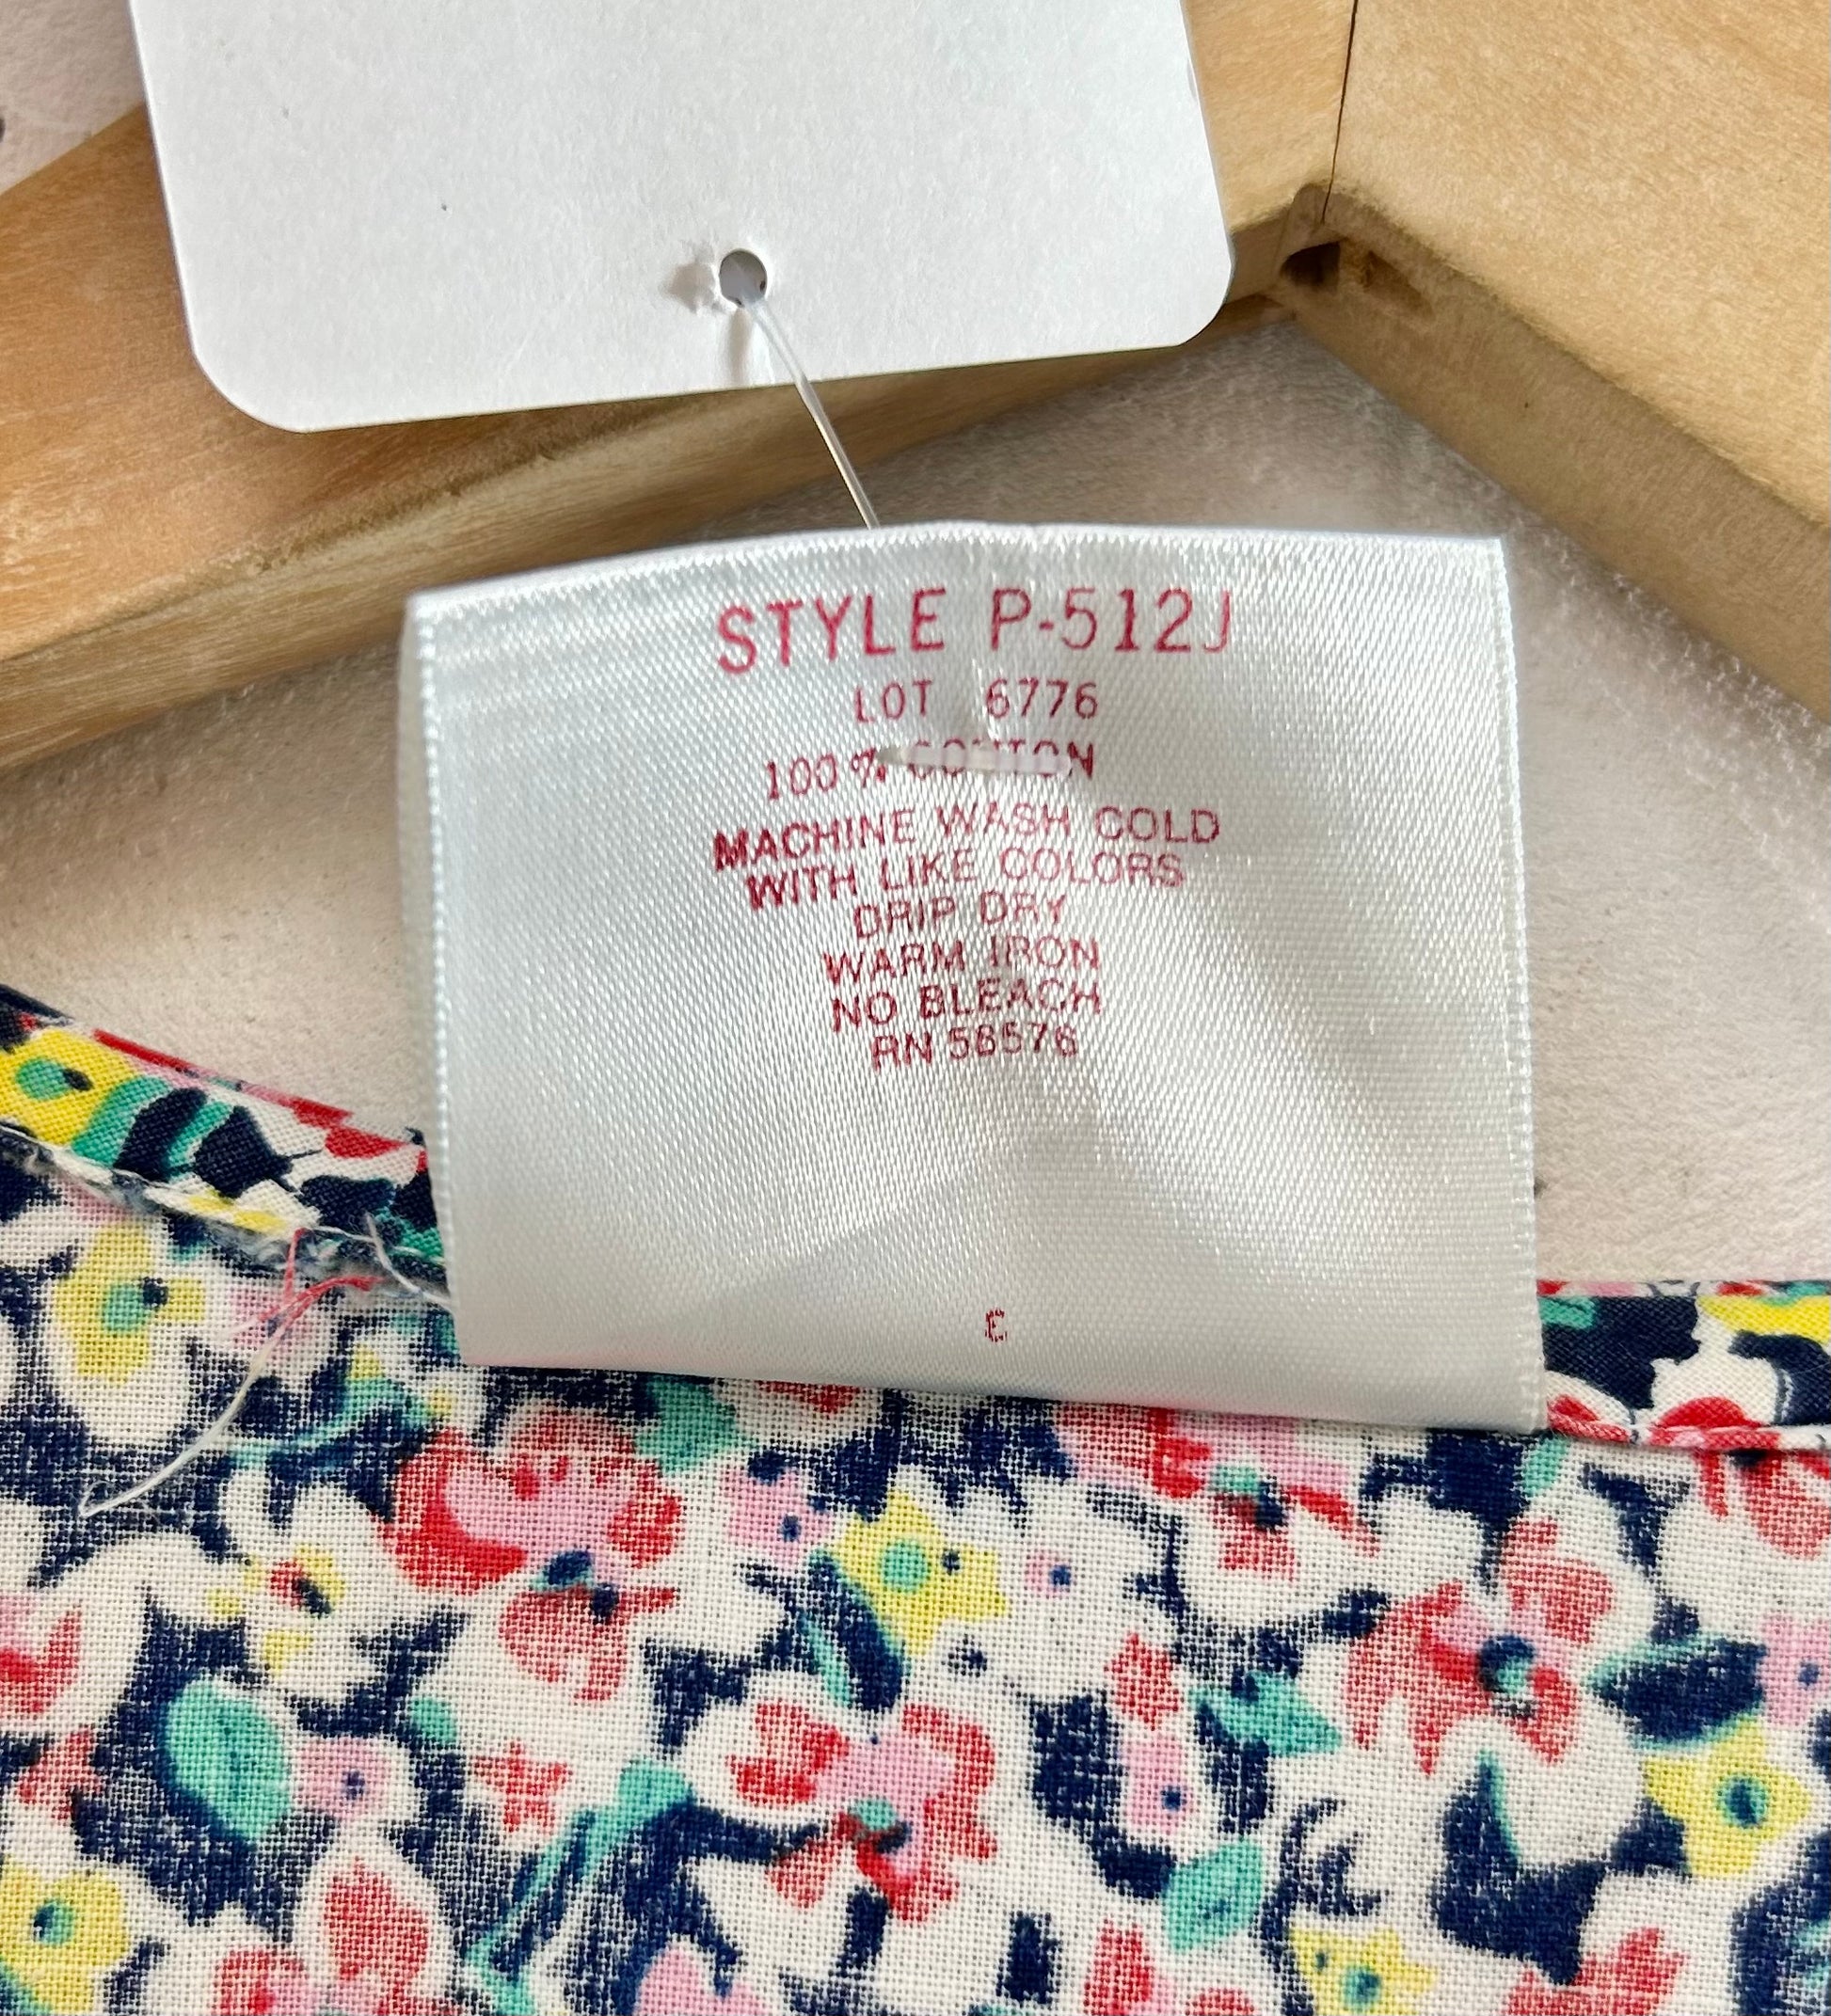 STYLE P-512J
LOT 6776
100% COTTON
MACHINE WASH COLD
WITH LIKE COLORS
DRIP DRY
WARM IRON
NO BLEACH
RN 56576
E